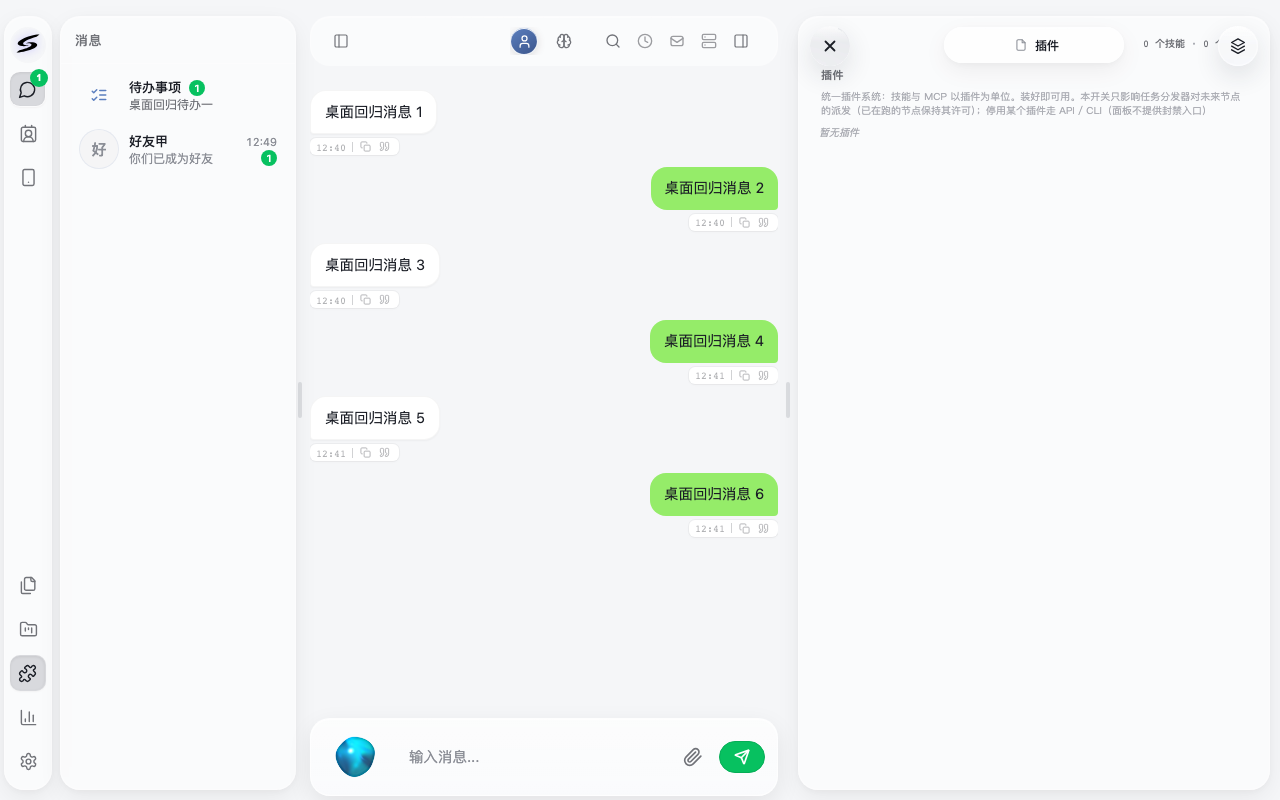 1
消息
待办事项 1
桌面回归待办一
好
好友甲
12:49
你们已成为好友
1
桌面回归消息 1
12:40
桌面回归消息 2
12:40
桌面回归消息 3
12:40
桌面回归消息 4
12:41
桌面回归消息 5
12:41
桌面回归消息 6
12:41
输入消息...
插件
0 个技能 · 0
插件
统一插件系统：技能与 MCP 以插件为单位。装好即可用。本开关只影响任务分发器对未来节点
的派发（已在跑的节点保持其许可）；停用某个插件走 API / CLI（面板不提供封禁入口）
暂无插件